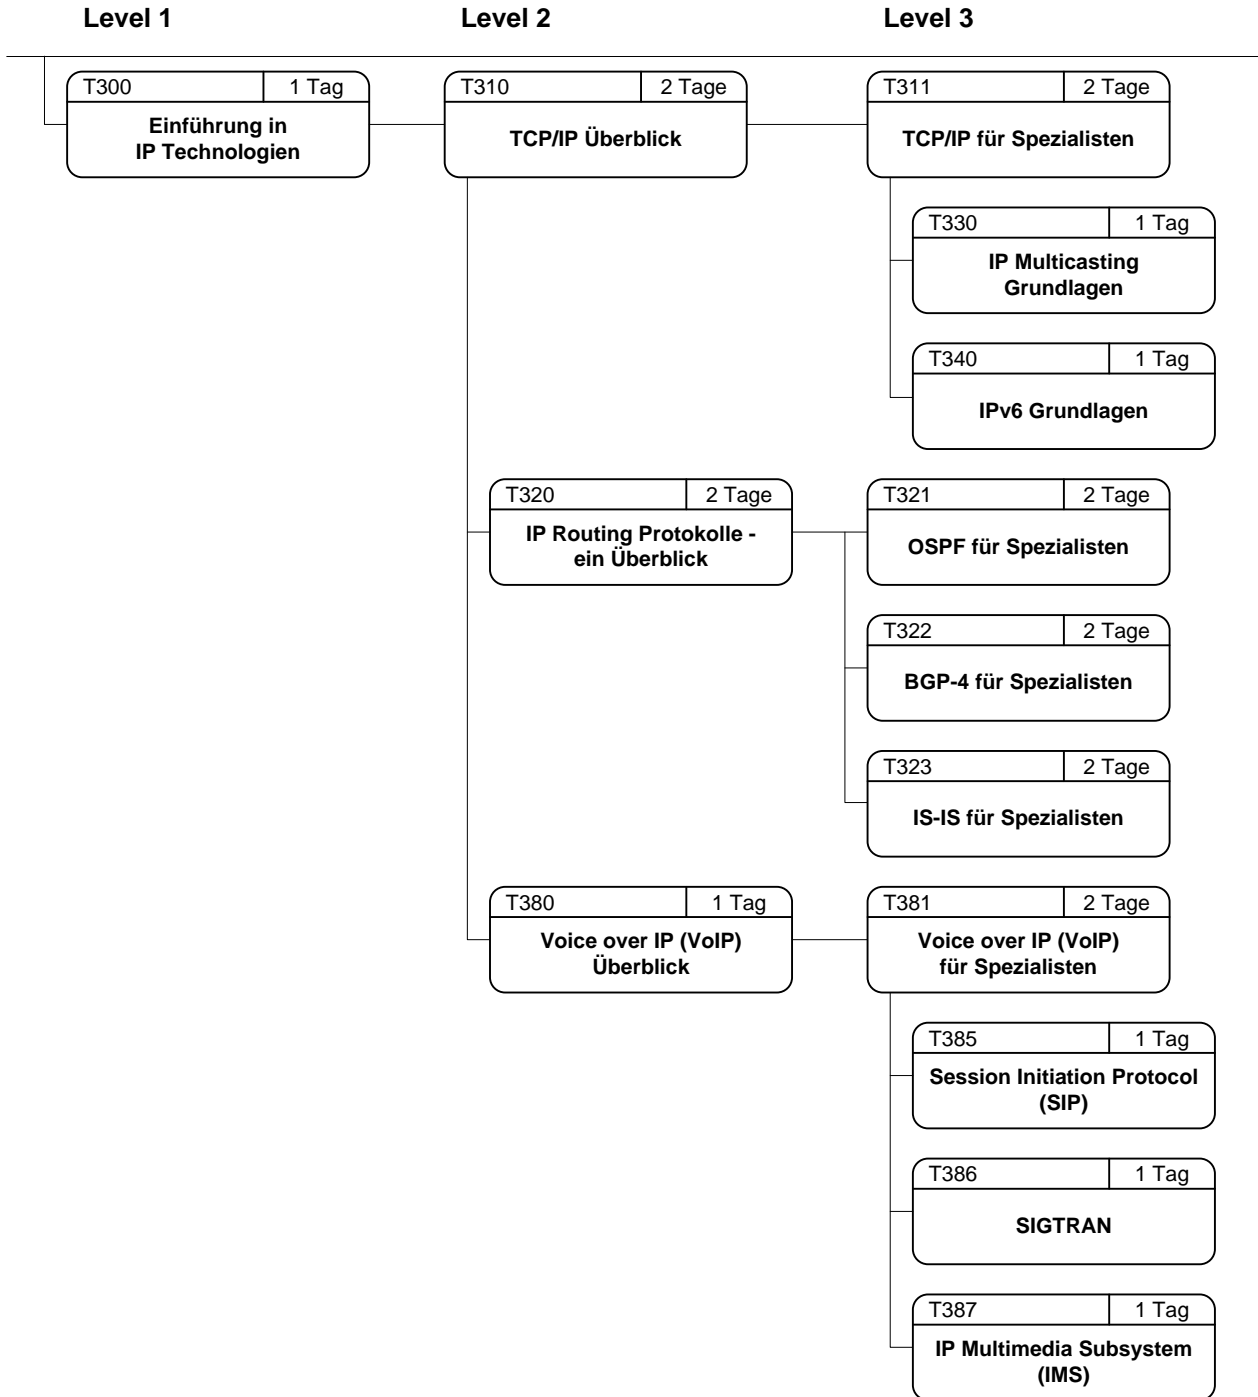 Level 1 Level 2 Level 3
T300 1 Tag
Einführung in
IP Technologien
T310 2 Tage
TCP/IP Überblick
T311 2 Tage
TCP/IP für Spezialisten
T330 1 Tag
IP Multicasting
Grundlagen
T340 1 Tag
IPv6 Grundlagen
T320 2 Tage
IP Routing Protokolle -
ein Überblick
T321 2 Tage
OSPF für Spezialisten
T322 2 Tage
BGP-4 für Spezialisten
T323 2 Tage
IS-IS für Spezialisten
T380 1 Tag
Voice over IP (VoIP)
Überblick
T381 2 Tage
Voice over IP (VoIP)
für Spezialisten
T385 1 Tag
Session Initiation Protocol
(SIP)
T386 1 Tag
SIGTRAN
T387 1 Tag
IP Multimedia Subsystem
(IMS)